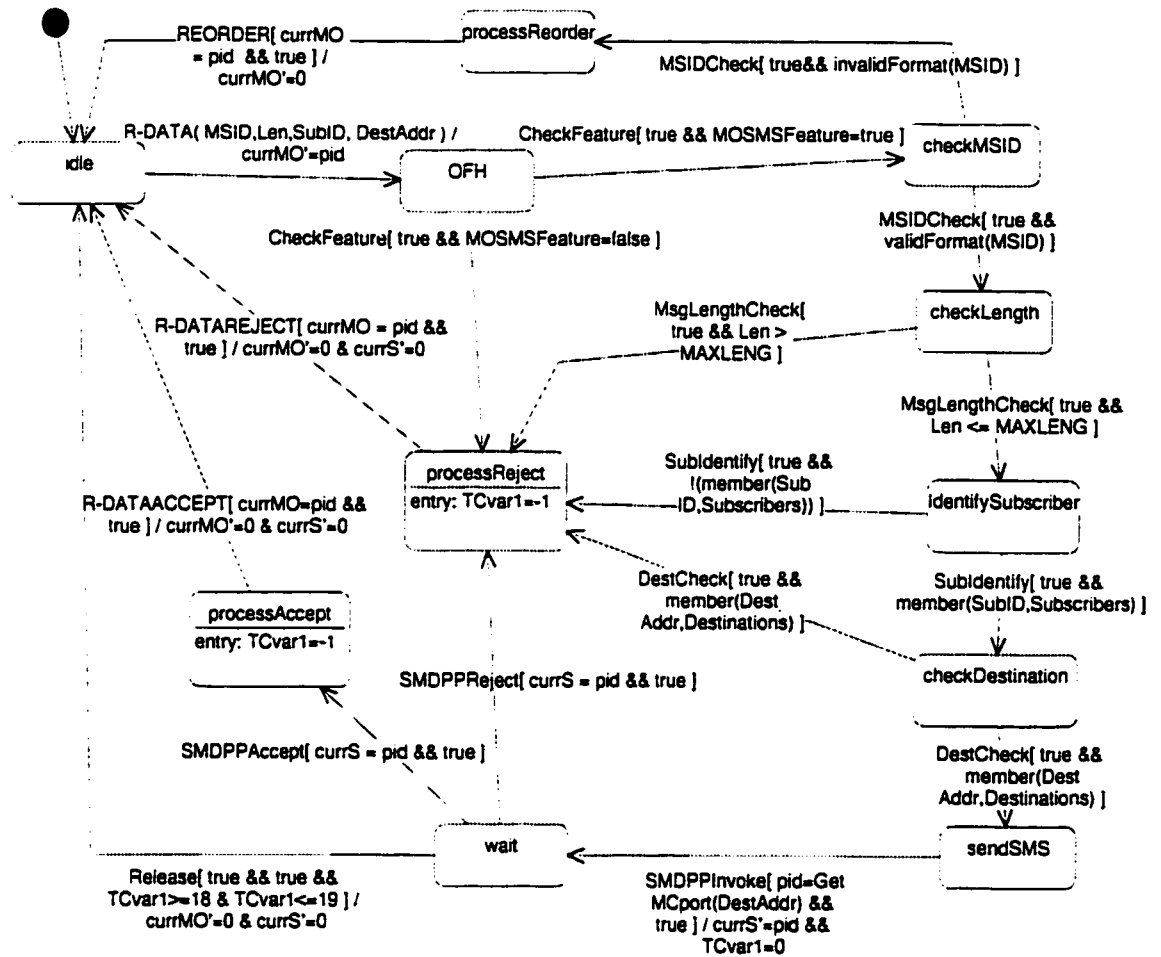 REORDER[ currMO
= pid && true ] /
currMO'=0
processReorder
MSIDCheck[ true&& invalidFormat(MSID) ]
R-DATA( MSID,Len,SubID, DestAddr ) /
currMO'=pid
CheckFeature[ true && MOSMSFeature=true ]
idle
OFH
checkMSID
CheckFeature[ true && MOSMSFeature=false ]
MSIDCheck[ true &&
validFormat(MSID) ]
R-DATAREJECT[ currMO = pid &&
true ] / currMO'=0 & currS'=0
MsgLengthCheck[
true && Len >
MAXLENG ]
checkLength
MsgLengthCheck[ true &&
Len <= MAXLENG ]
processReject
entry: TCvar1=-1
SubIdentify[ true &&
!(member(Sub
ID,Subscribers)) ]
identifySubscriber
R-DATAACCEPT[ currMO=pid &&
true ] / currMO'=0 & currS'=0
DestCheck[ true &&
member(Dest
Addr,Destinations) ]
SubIdentify[ true &&
member(SubID,Subscribers) ]
processAccept
entry: TCvar1=-1
checkDestination
SMDPPReject[ currS = pid && true ]
SMDPPAccept[ currS = pid && true ]
DestCheck[ true &&
member(Dest
Addr,Destinations) ]
wait
sendSMS
Release[ true && true &&
TCvar1>=18 & TCvar1<=19 ] /
currMO'=0 & currS'=0
SMDPPInvoke[ pid=Get
MCport(DestAddr) &&
true ] / currS'=pid &&
TCvar1=0